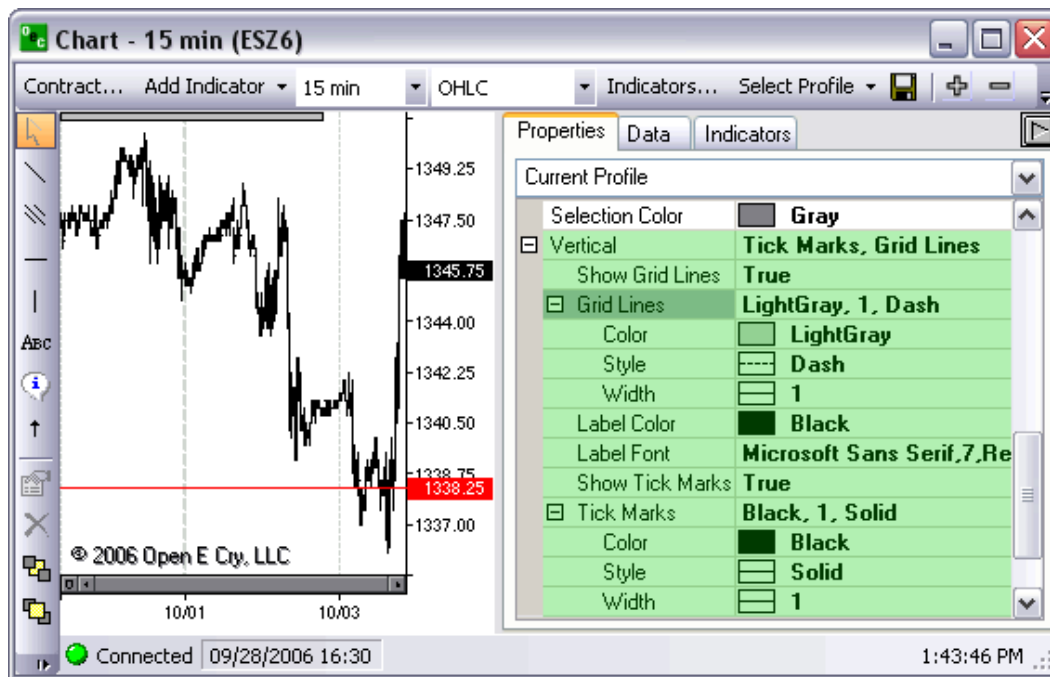 Oec Chart - 15 min (ESZ6)
Contract... Add Indicator 15 min OHLC Indicators... Select Profile
Properties Data Indicators
Current Profile
Selection Color Gray
Vertical Tick Marks, Grid Lines
Show Grid Lines True
Grid Lines LightGray, 1, Dash
Color LightGray
Style Dash
Width 1
Label Color Black
Label Font Microsoft Sans Serif,7,Re
Show Tick Marks True
Tick Marks Black, 1, Solid
Color Black
Style Solid
Width 1
ABC
1349.25
1347.50
1345.75
1344.00
1342.25
1340.50
1338.75
1338.25
1337.00
© 2006 Open E Cry, LLC
10/01 10/03
Connected 09/28/2006 16:30 1:43:46 PM